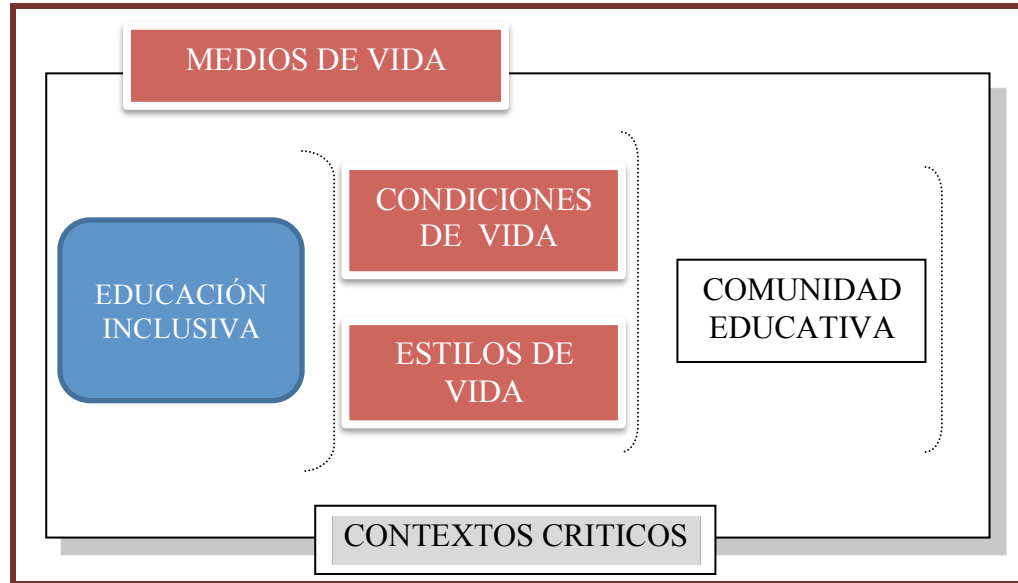 MEDIOS DE VIDA
EDUCACIÓN
INCLUSIVA
CONDICIONES
DE VIDA
ESTILOS DE
VIDA
COMUNIDAD
EDUCATIVA
CONTEXTOS CRITICOS